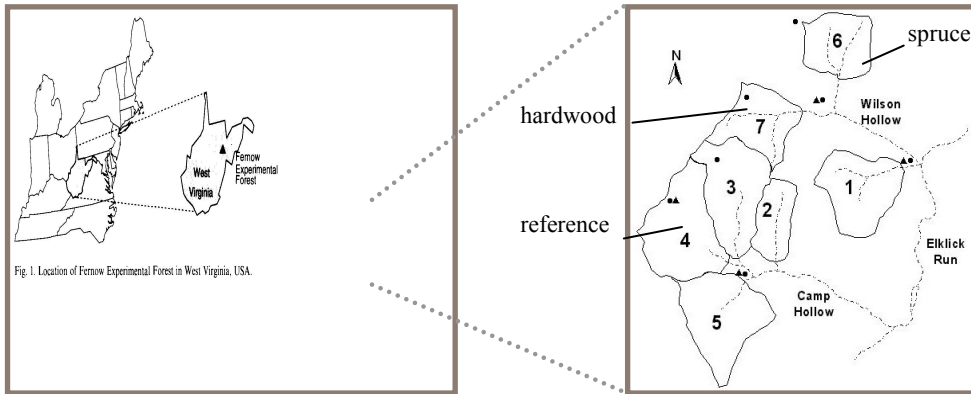 West
Virginia
Fernow
Experimental
Forest
Fig. 1. Location of Fernow Experimental Forest in West Virginia, USA.
6
spruce
N
hardwood
Wilson
Hollow
7
3
1
2
reference
4
Elklick
Run
Camp
Hollow
5